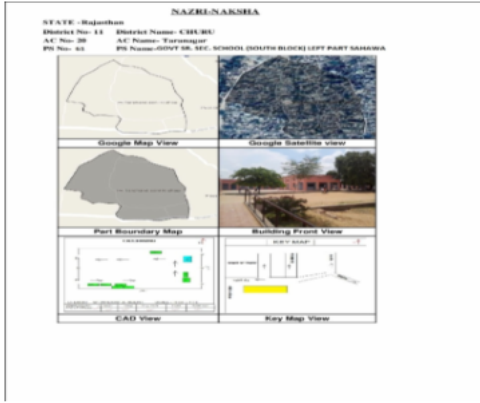 NAZRI-NAKSHA
STATE -Rajasthan
District No- 11 District Name- CHURU
AC No- 20 AC Name- Taranagar
PS No- 61 PS Name-GOVT SR. SEC. SCHOOL (SOUTH BLOCK) LEFT PART SAHAWA
Google Map View Google Satellite view
Part Boundary Map Building Front View
KEY MAP
CAD View Key Map View